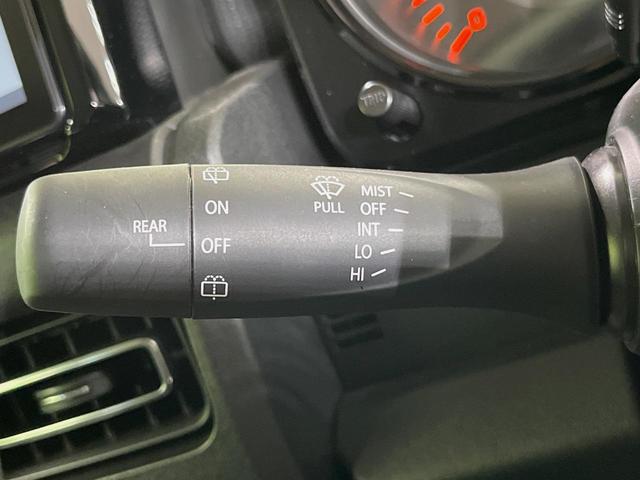 TRIP
REAR
ON
OFF
PULL
MIST
OFF
INT
LO
HI